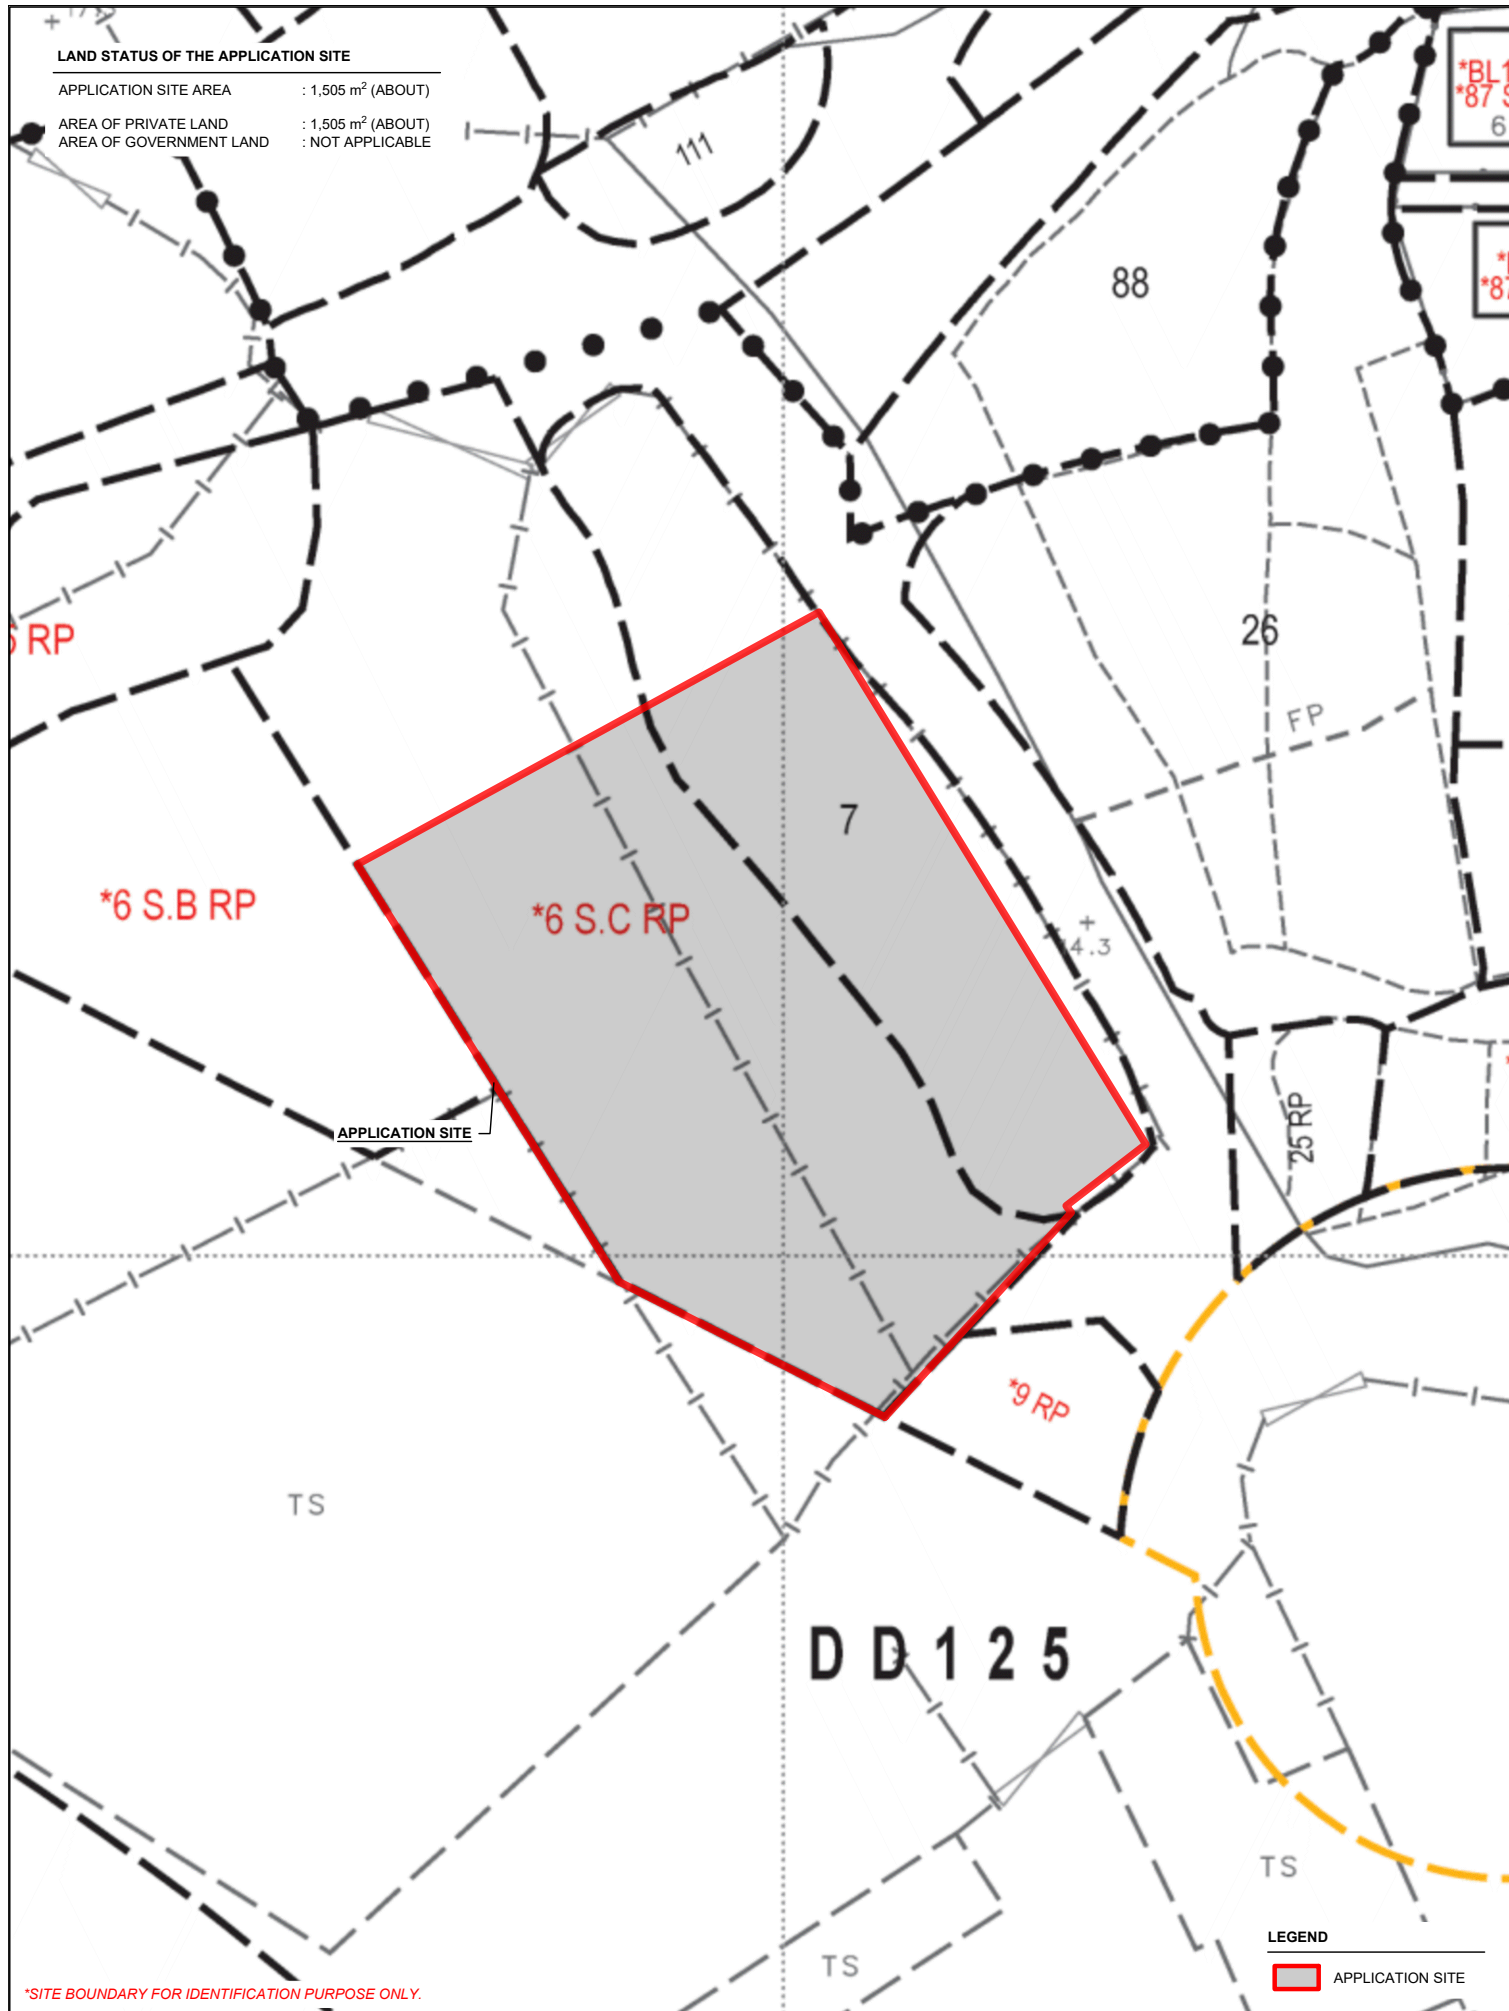 LAND STATUS OF THE APPLICATION SITE
APPLICATION SITE AREA : 1,505 m² (ABOUT)
AREA OF PRIVATE LAND : 1,505 m² (ABOUT)
AREA OF GOVERNMENT LAND : NOT APPLICABLE
111
*87
6
88
26
RP
FP
7
*6 S.B RP
*6 S.C RP
14.3
25 RP
APPLICATION SITE
*9 RP
TS
DD125
TS
TS
LEGEND
APPLICATION SITE
*SITE BOUNDARY FOR IDENTIFICATION PURPOSE ONLY.